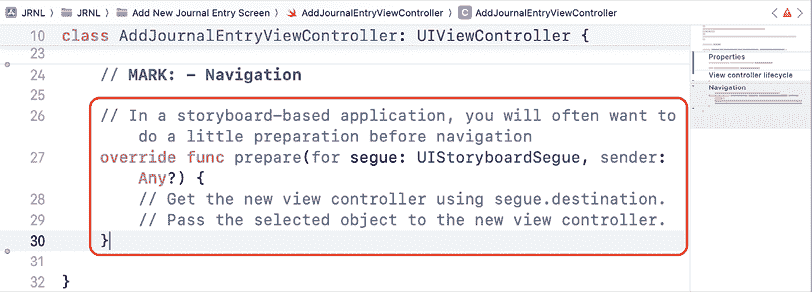 JRNL 〉 JRNL 〉 Add New Journal Entry Screen 〉 AddJournalEntryViewController 〉 C AddJournalEntryViewController
10 class AddJournalEntryViewController: UIViewController {
23
24 // MARK: - Navigation
25
26 // In a storyboard-based application, you will often want to
do a little preparation before navigation
27 override func prepare(for segue: UIStoryboardSegue, sender:
Any?) {
28 // Get the new view controller using segue.destination.
29 // Pass the selected object to the new view controller.
30 }
31
32 }
Properties
View controller lifecycle
Navigation